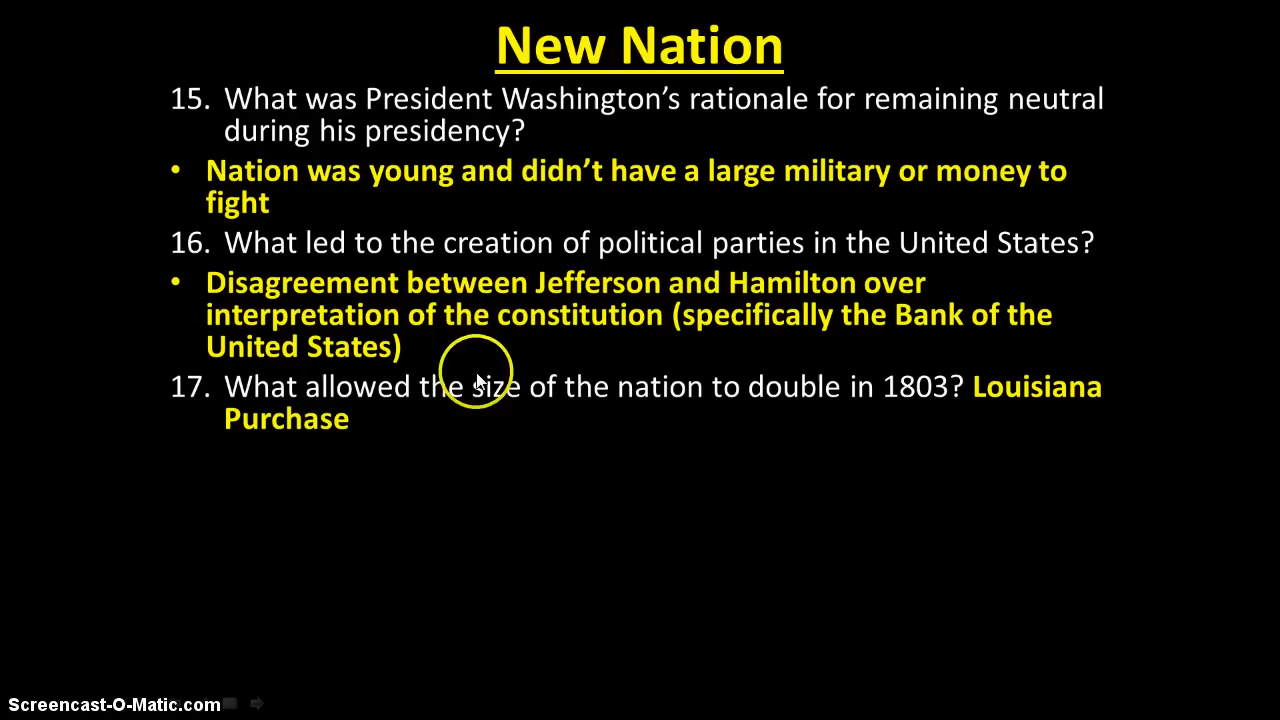 New Nation
15. What was President Washington’s rationale for remaining neutral
during his presidency?
• Nation was young and didn’t have a large military or money to
fight
16. What led to the creation of political parties in the United States?
• Disagreement between Jefferson and Hamilton over
interpretation of the constitution (specifically the Bank of the
United States)
17. What allowed the size of the nation to double in 1803? Louisiana
Purchase
Screencast-O-Matic.com